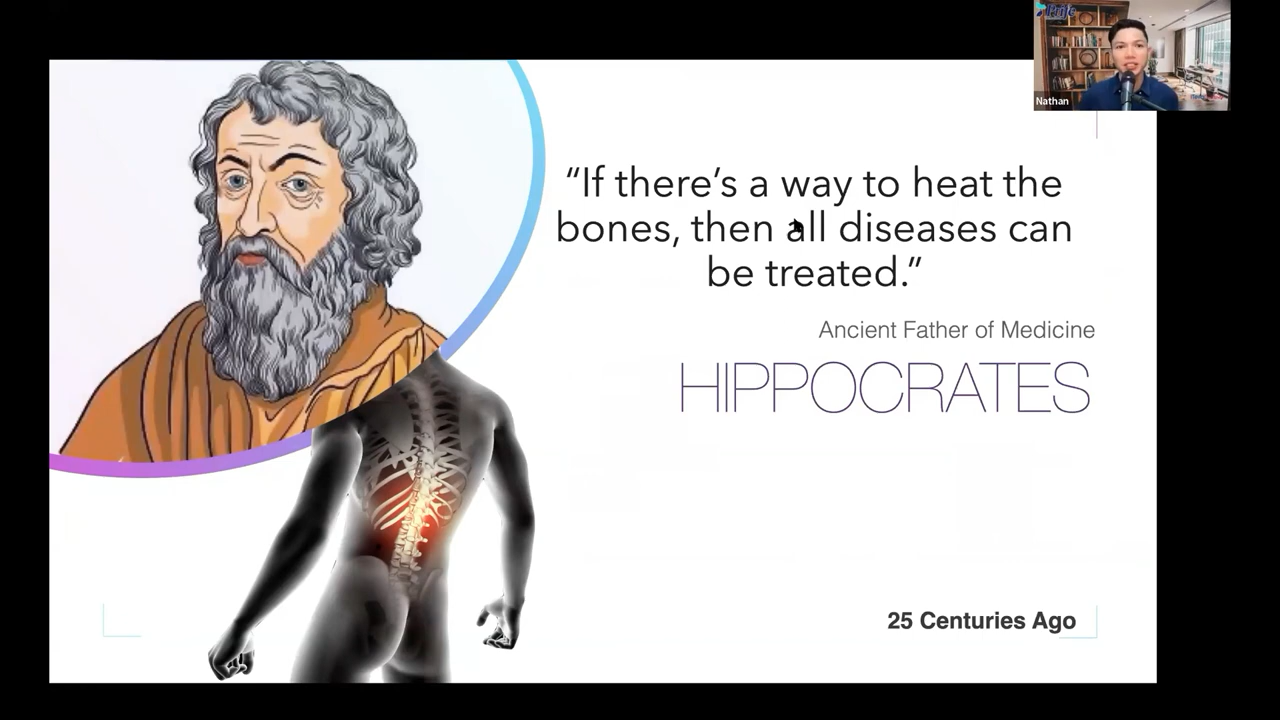 Nathan
“If there’s a way to heat the
bones, then all diseases can
be treated.”
Ancient Father of Medicine
HIPPOCRATES
25 Centuries Ago